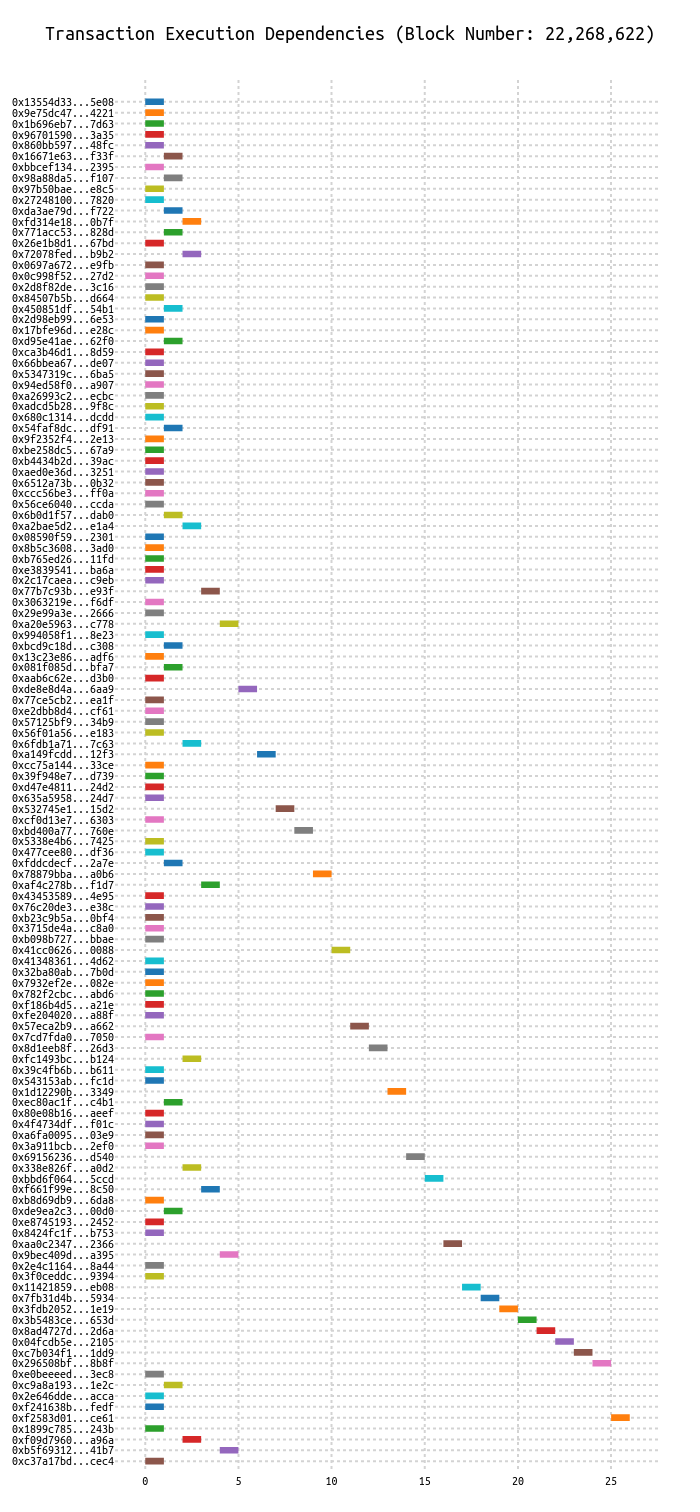 Transaction Execution Dependencies (Block Number: 22,268,622)
0x13554d33...5e08
0x9e75dc47...4221
0x1b696eb7...7d63
0x96701590...3a35
0x860bb597...48fc
0x16671e63...f33f
0xbbcef134...2395
0x98a88da5...f107
0x97b50bae...e8c5
0x27248100...7820
0xda3ae79d...f722
0xfd314e18...0b7f
0x771acc53...828d
0x26e1b8d1...67bd
0x72078fed...b9b2
0x0697a672...e9fb
0x0c998f52...27d2
0x2d8f82de...3c16
0x84507b5b...d664
0x450851df...54b1
0x2d98eb99...6e53
0x17bfe96d...e28c
0xd95e41ae...62f0
0xca3b46d1...8d59
0x66bbea67...de07
0x5347319c...6ba5
0x94ed58f0...a907
0xa26993c2...ecbc
0xadcd5b28...9f8c
0x680c1314...dcdd
0x54faf8dc...df91
0x9f2352f4...2e13
0xbe258dc5...67a9
0xb4434b2d...39ac
0xaed0e36d...3251
0x6512a73b...0b32
0xccc56be3...ff0a
0x56ce6040...ccda
0x6b0d1f57...dab0
0xa2bae5d2...e1a4
0x08590f59...2301
0x8b5c3608...3ad0
0xb765ed26...11fd
0xe3839541...ba6a
0x2c17caea...c9eb
0x77b7c93b...e93f
0x3063219e...f6df
0x29e99a3e...2666
0xa20e5963...c778
0x994058f1...8e23
0xbcd9c18d...c308
0x13c23e86...adf6
0x081f085d...bfa7
0xaab6c62e...d3b0
0xde8e8d4a...6aa9
0x77ce5cb2...ea1f
0xe2dbb8d4...cf61
0x57125bf9...34b9
0x56f01a56...e183
0x6fdb1a71...7c63
0xa149fcdd...12f3
0xcc75a144...33ce
0x39f948e7...d739
0xd47e4811...24d2
0x635a5958...24d7
0x532745e1...15d2
0xcf0d13e7...6303
0xbd400a77...760e
0x5338e4b6...7425
0x477cee80...df36
0xfddcdecf...2a7e
0x78879bba...a0b6
0xaf4c278b...f1d7
0x43453589...4e95
0x76c20de3...e38c
0xb23c9b5a...0bf4
0x3715de4a...c8a0
0xb098b727...bbae
0x41cc0626...0088
0x41348361...4d62
0x32ba80ab...7b0d
0x7932ef2e...082e
0x782f2cbc...abd6
0xf186b4d5...a21e
0xfe204020...a88f
0x57eca2b9...a662
0x7cd7fda0...7050
0x8d1eeb8f...26d3
0xfc1493bc...b124
0x39c4fb6b...b611
0x543153ab...fc1d
0x1d12290b...3349
0xec80ac1f...c4b1
0x80e08b16...aeef
0x4f4734df...f01c
0xa6fa0095...03e9
0x3a911bcb...2ef0
0x69156236...d540
0x338e826f...a0d2
0xbbd6f064...5ccd
0xf661f99e...8c50
0xb8d69db9...6da8
0xde9ea2c3...00d0
0xe8745193...2452
0x8424fc1f...b753
0xaa0c2347...2366
0x9bec409d...a395
0x2e4c1164...8a44
0x3f0ceddc...9394
0x11421859...eb08
0x7fb31d4b...5934
0x3fdb2052...1e19
0x3b5483ce...653d
0x8ad4727d...2d6a
0x04fcdb5e...2105
0xc7b034f1...1dd9
0x296508bf...8b8f
0xe0beeeed...3ec8
0xc9a8a193...1e2c
0x2e646dde...acca
0xf241638b...fedf
0xf2583d01...ce61
0x1899c785...243b
0xf09d7960...a96a
0xb5f69312...41b7
0xc37a17bd...cec4
0 5 10 15 20 25